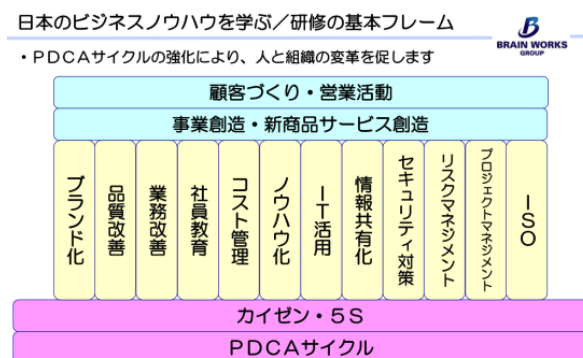 日本のビジネスノウハウを学ぶ／研修の基本フレーム
BRAIN WORKS
GROUP
・ＰＤＣＡサイクルの強化により、人と組織の変革を促します
顧客づくり・営業活動
事業創造・新商品サービス創造
ブランド化
品質改善
業務改善
社員教育
コスト管理
ノウハウ化
ＩＴ活用
情報共有化
セキュリティ対策
リスクマネジメント
プロジェクトマネジメント
ＩＳＯ
カイゼン・５Ｓ
ＰＤＣＡサイクル